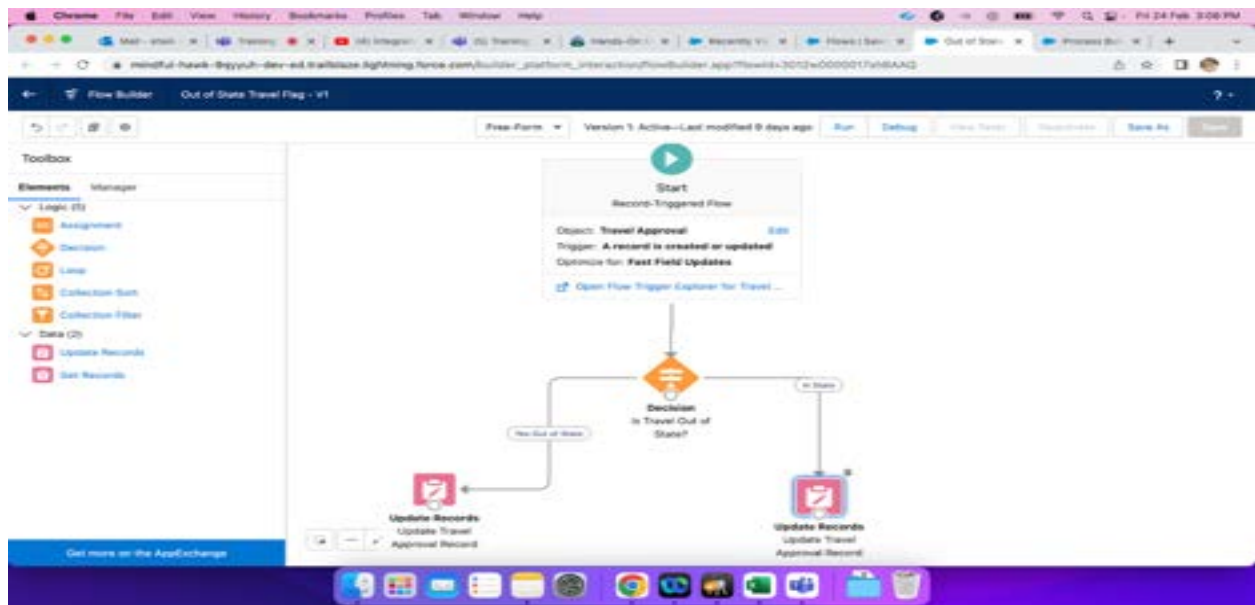 Chrome File Edit View History Bookmarks Profiles Tab Window Help Fri 24 Feb 3:08 PM
Flow Builder Out of State Travel Flag - V1 ?
Free-Form Version 1: Active—Last modified 9 days ago Run Debug Save As
Toolbox
Elements Manager
Logic (5)
Assignment
Decision
Loop
Collection Sort
Collection Filter
Data (2)
Update Records
Get Records
Get more on the AppExchange
Start
Record-Triggered Flow
Object: Travel Approval Edit
Trigger: A record is created or updated
Optimize for: Fast Field Updates
Open Flow Trigger Explorer for Travel ...
In State
Decision
Is Travel Out of
State?
Yes Out of State
Update Records
Update Travel
Approval Record
Update Records
Update Travel
Approval Record